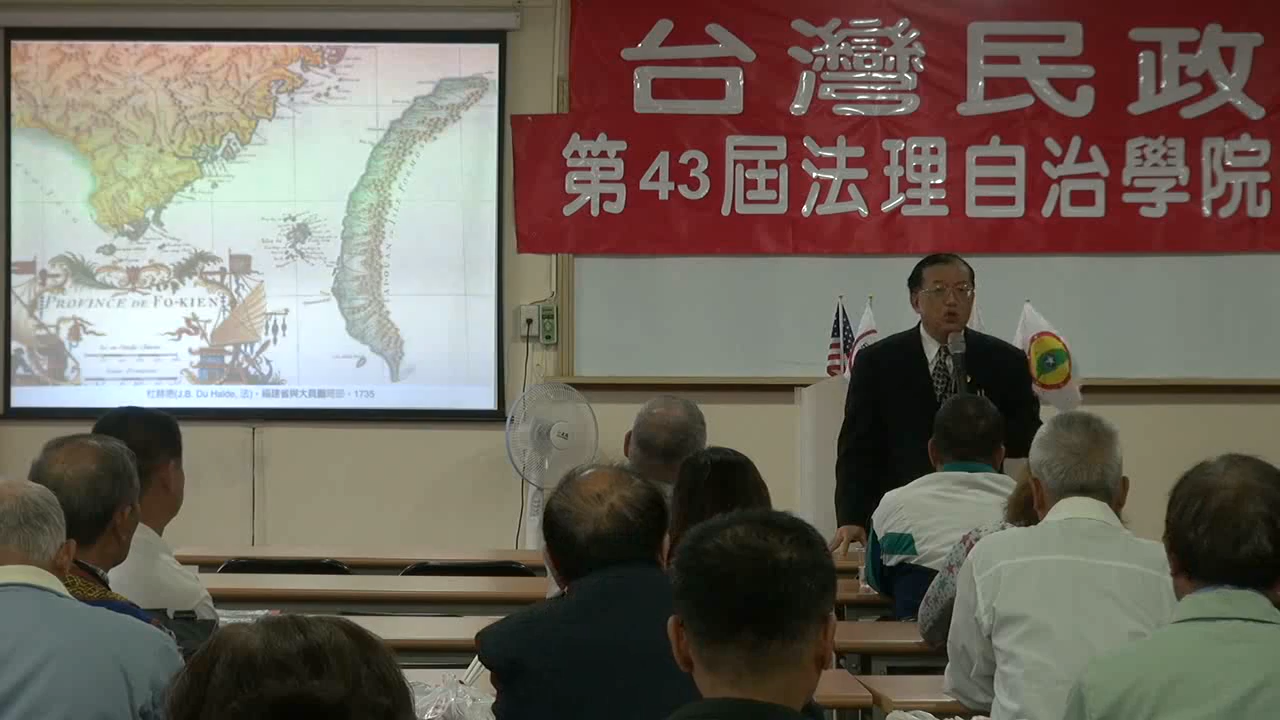 台灣民政
第43屆法理自治學院
PROVINCE DE FO-KIEN
杜赫德(J.B. Du Halde, 法)，福建省與大員圖局部，1735